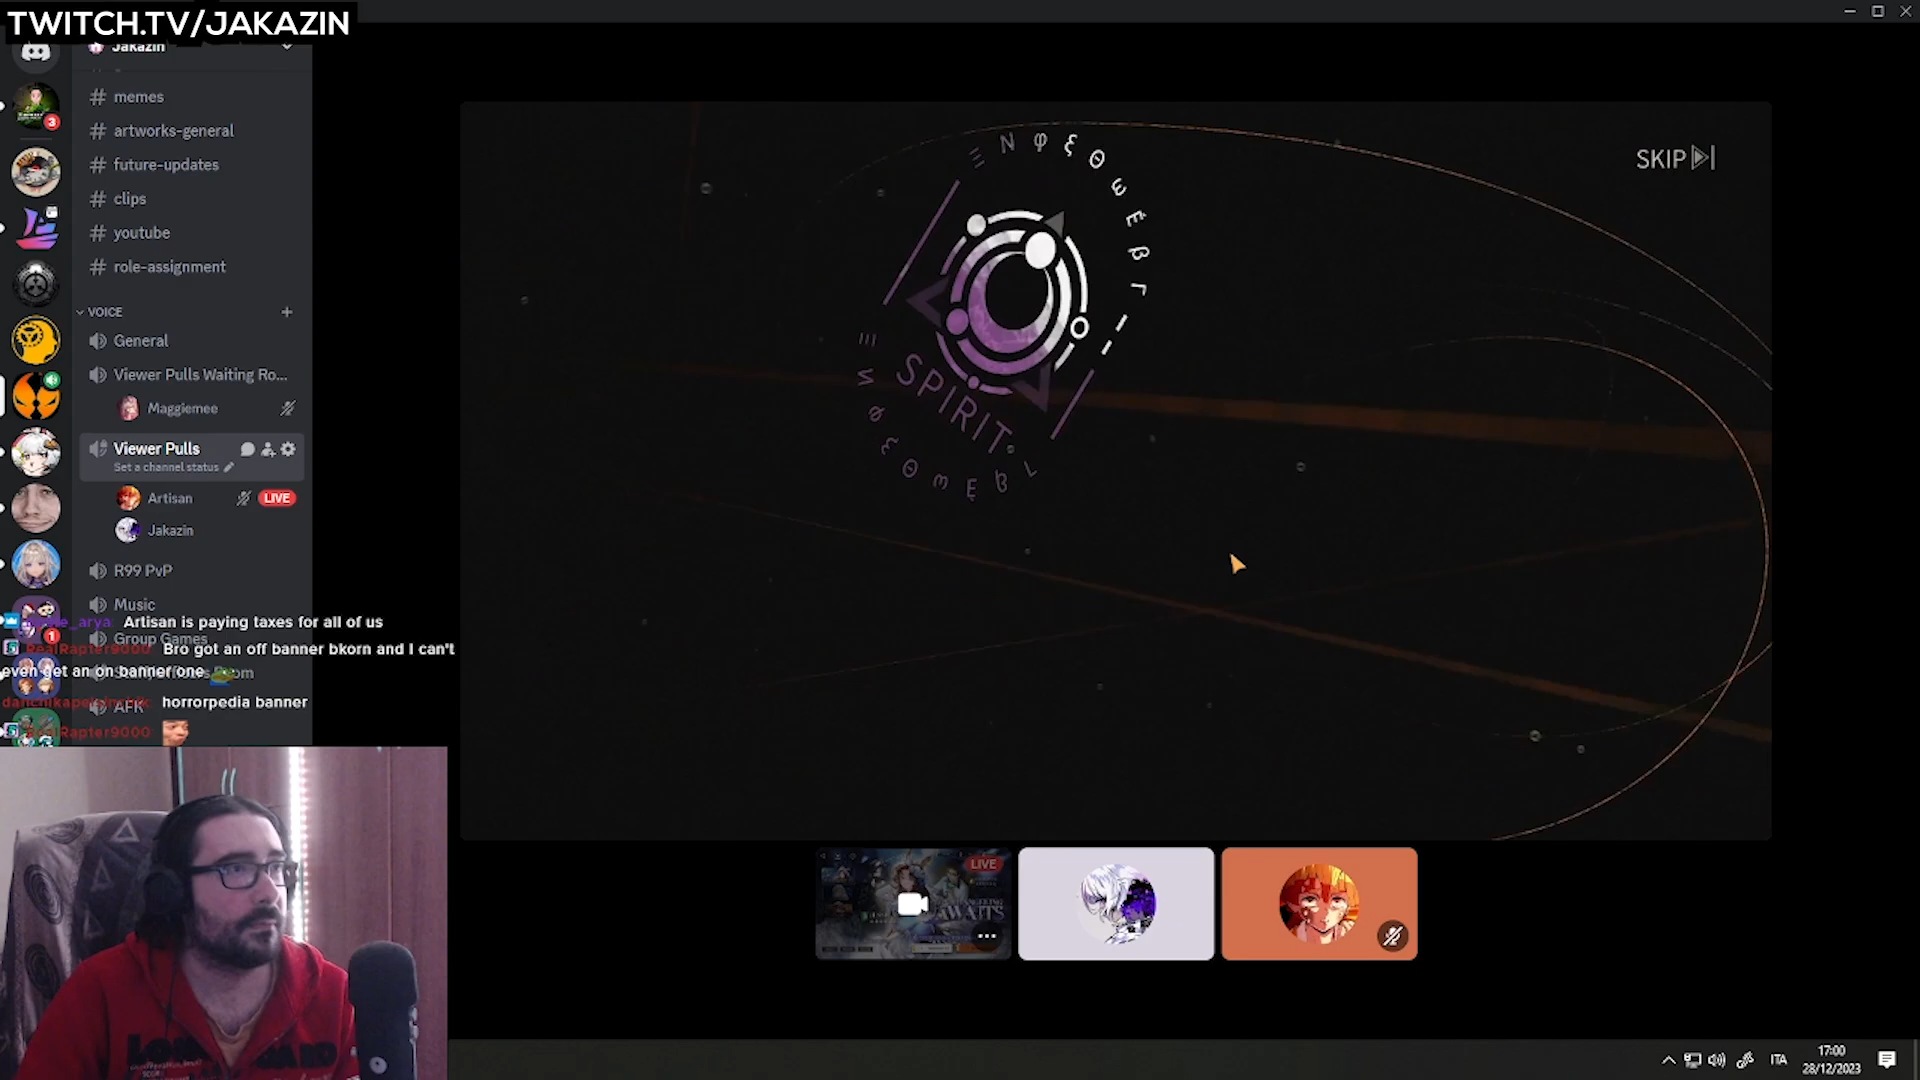 TWITCH.TV/JAKAZIN
Jakazin
memes
artworks-general
future-updates
clips
youtube
role-assignment
VOICE
General
Viewer Pulls Waiting Ro...
Maggiemee
Viewer Pulls
Set a channel status
Artisan
LIVE
Jakazin
R99 PvP
Music
Artisan is paying taxes for all of us
Group Games
RealRapter9000 Bro got an off banner bkorn and I can't
even get an on banner one
horrorpedia banner
AFK
RealRapter9000
3
1
SKIP
SPIRIT
LIVE
AWAITS
ITA
17:00
28/12/2023